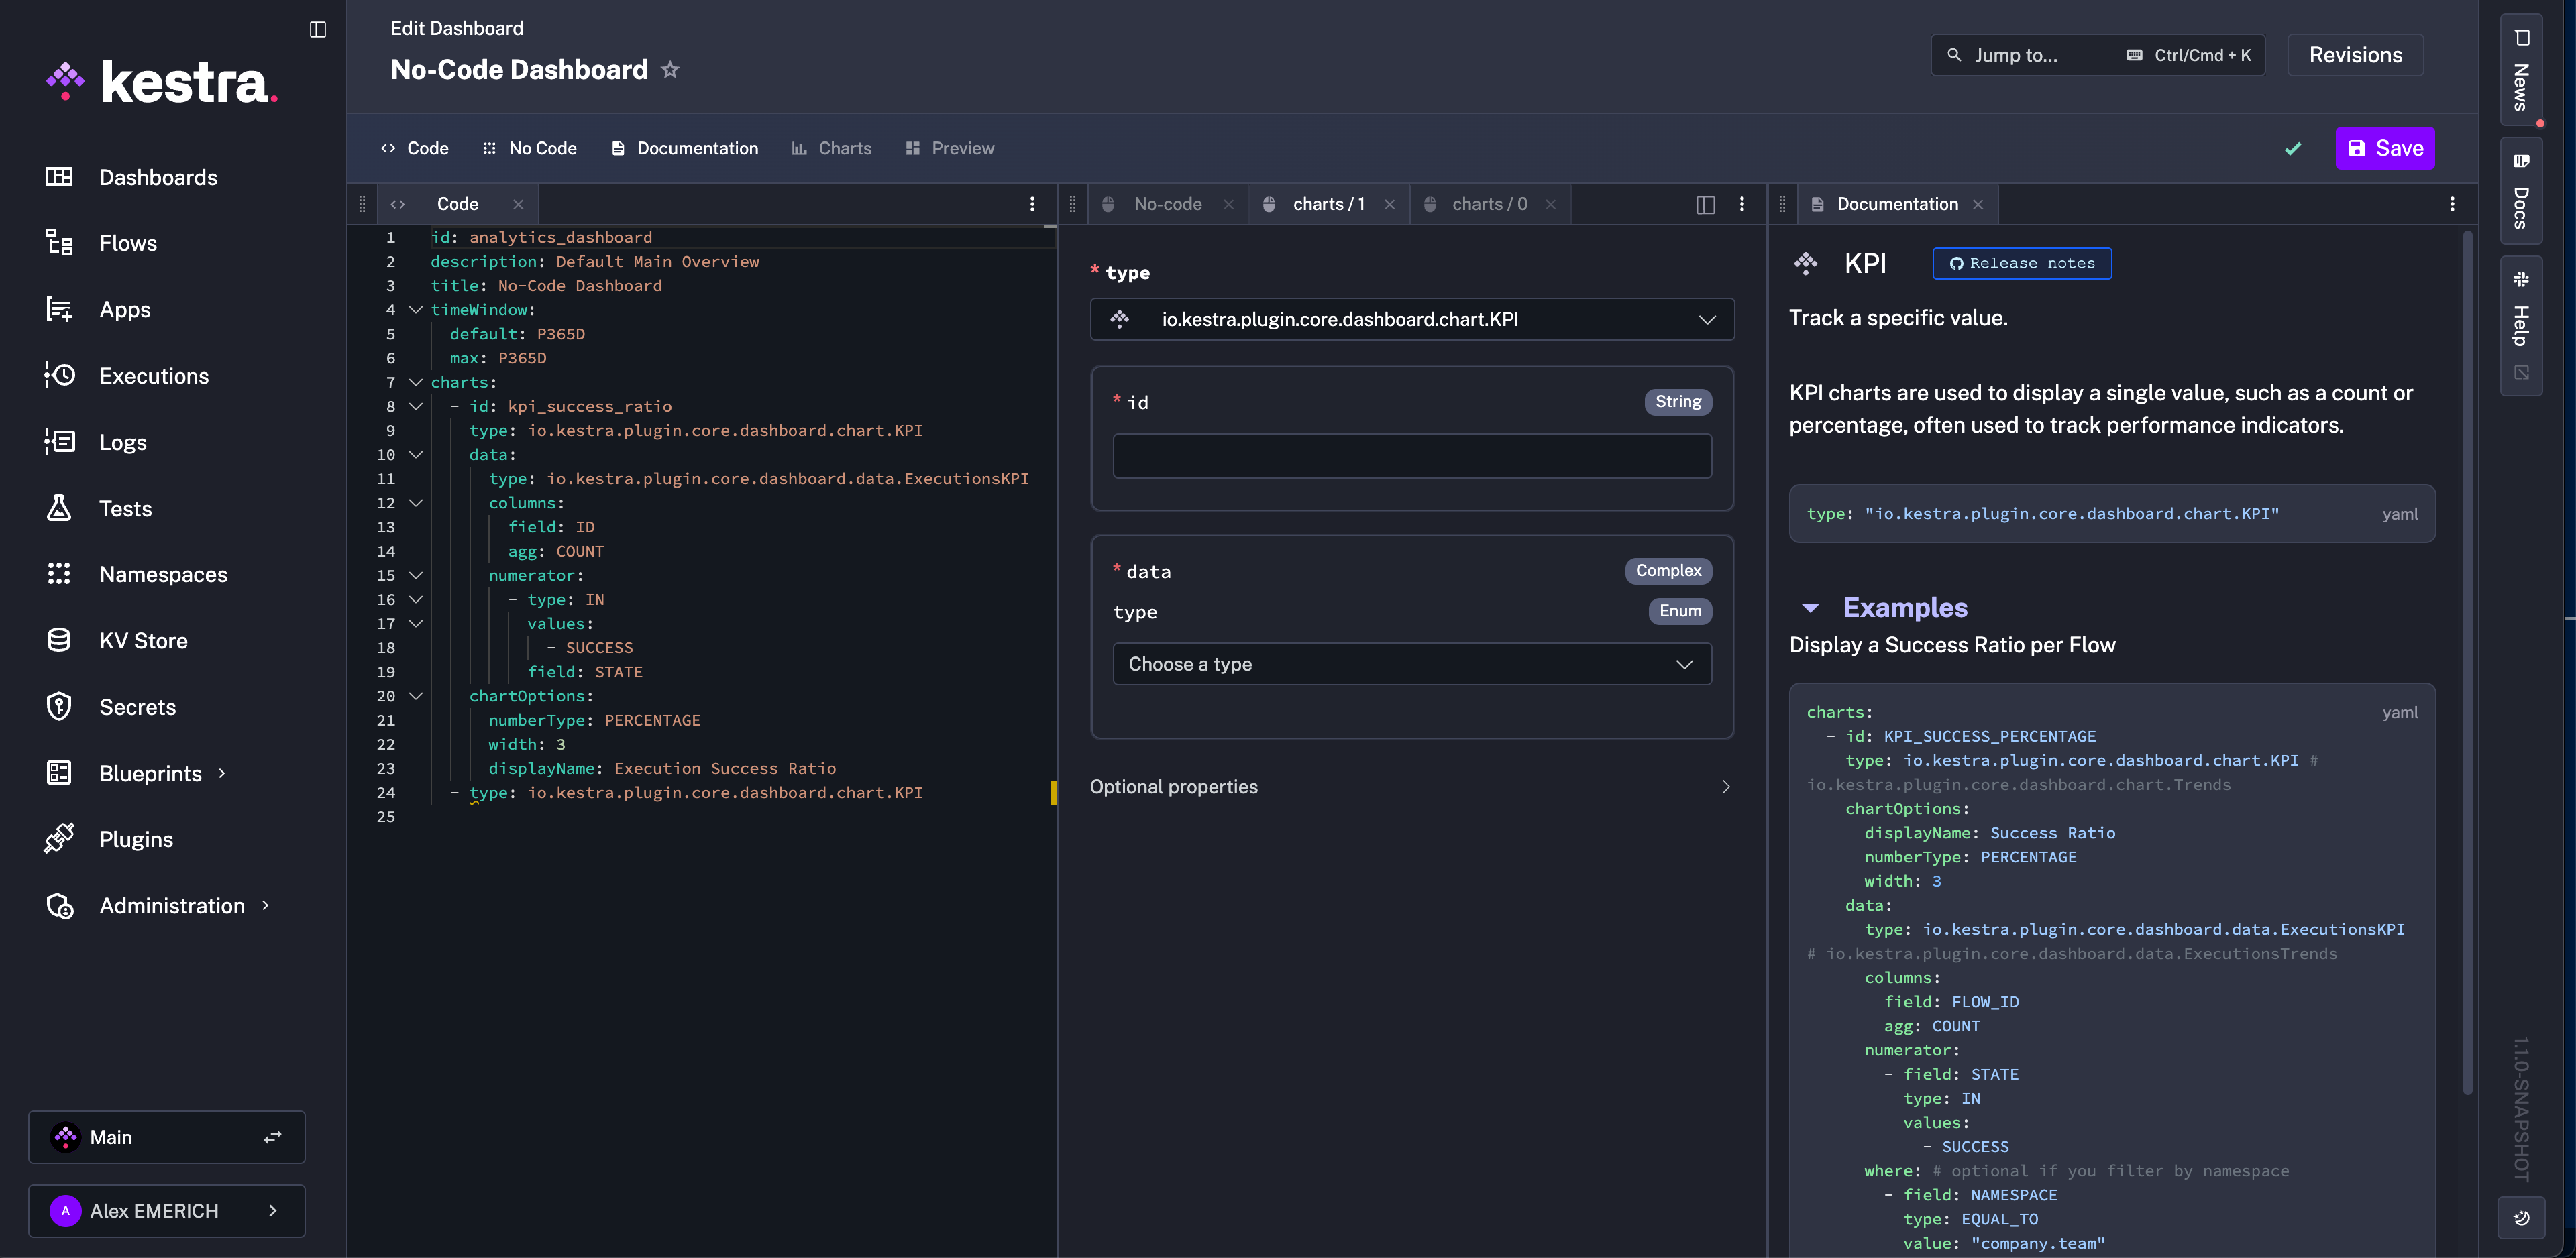 kestra.
Dashboards
Flows
Apps
Executions
Logs
Tests
Namespaces
KV Store
Secrets
Blueprints
Plugins
Administration
Main
A
Alex EMERICH
Edit Dashboard
No-Code Dashboard
Jump to...
Ctrl/Cmd + K
Revisions
Code
No Code
Documentation
Charts
Preview
Save
Code
1 id: analytics_dashboard
2 description: Default Main Overview
3 title: No-Code Dashboard
4 timeWindow:
5 default: P365D
6 max: P365D
7 charts:
8 - id: kpi_success_ratio
9 type: io.kestra.plugin.core.dashboard.chart.KPI
10 data:
11 type: io.kestra.plugin.core.dashboard.data.ExecutionsKPI
12 columns:
13 field: ID
14 agg: COUNT
15 numerator:
16 - type: IN
17 values:
18 - SUCCESS
19 field: STATE
20 chartOptions:
21 numberType: PERCENTAGE
22 width: 3
23 displayName: Execution Success Ratio
24 - type: io.kestra.plugin.core.dashboard.chart.KPI
25
No-code
charts / 1
charts / 0
* type
io.kestra.plugin.core.dashboard.chart.KPI
* id
String
* data
Complex
type
Enum
Choose a type
Optional properties
Documentation
KPI
Release notes
Track a specific value.
KPI charts are used to display a single value, such as a count or
percentage, often used to track performance indicators.
type: "io.kestra.plugin.core.dashboard.chart.KPI"
yaml
Examples
Display a Success Ratio per Flow
charts:
yaml
- id: KPI_SUCCESS_PERCENTAGE
type: io.kestra.plugin.core.dashboard.chart.KPI #
io.kestra.plugin.core.dashboard.chart.Trends
chartOptions:
displayName: Success Ratio
numberType: PERCENTAGE
width: 3
data:
type: io.kestra.plugin.core.dashboard.data.ExecutionsKPI
# io.kestra.plugin.core.dashboard.data.ExecutionsTrends
columns:
field: FLOW_ID
agg: COUNT
numerator:
- field: STATE
type: IN
values:
- SUCCESS
where: # optional if you filter by namespace
- field: NAMESPACE
type: EQUAL_TO
value: "company.team"
News
Docs
Help
1.1.0-SNAPSHOT